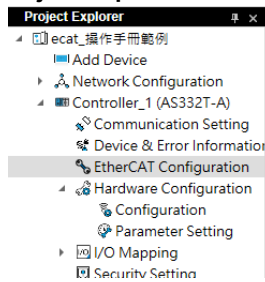 Project Explorer
ecat_操作手冊範例
Add Device
Network Configuration
Controller_1 (AS332T-A)
Communication Setting
Device & Error Information
EtherCAT Configuration
Hardware Configuration
Configuration
Parameter Setting
I/O Mapping
Security Setting